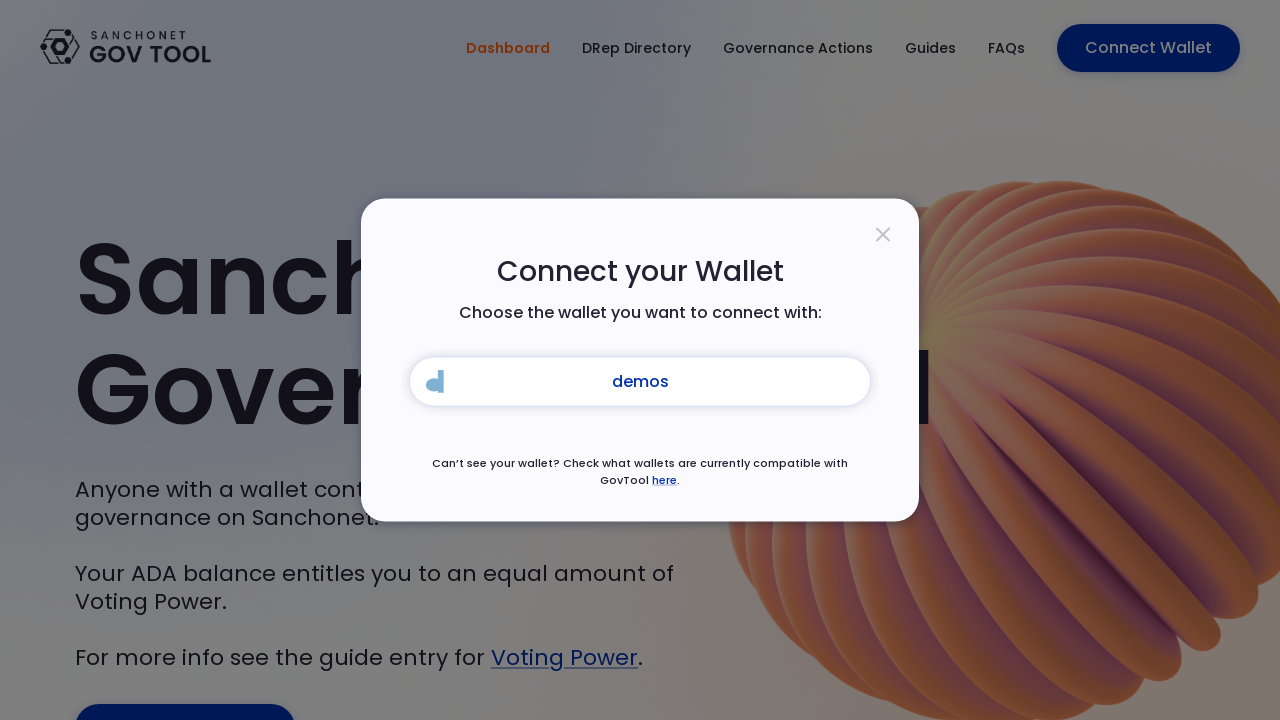 SANCHONET
GOV TOOL
Dashboard
DRep Directory
Governance Actions
Guides
FAQs
Connect Wallet
Connect your Wallet
Choose the wallet you want to connect with:
demos
Can't see your wallet? Check what wallets are currently compatible with
GovTool here.
Anyone with a wallet
governance on Sanchonet.
Your ADA balance entitles you to an equal amount of
Voting Power.
For more info see the guide entry for Voting Power.